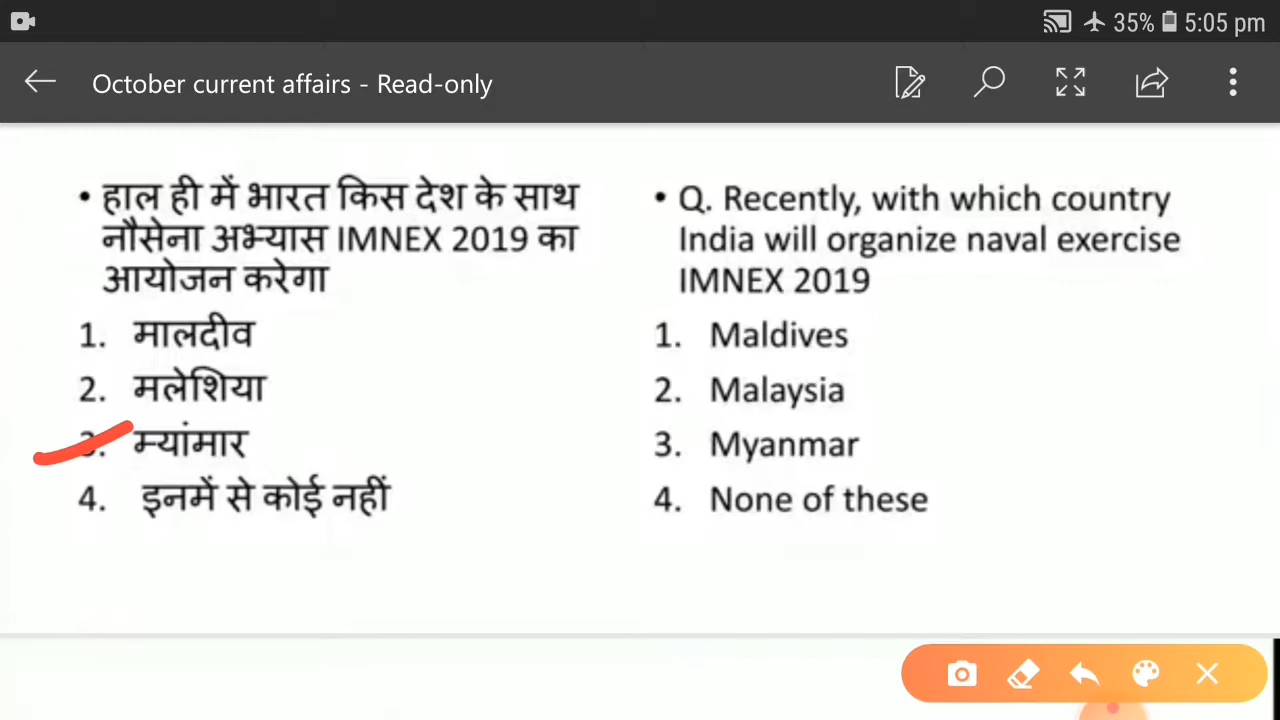 35% 5:05 pm
October current affairs - Read-only
• हाल ही में भारत किस देश के साथ
नौसेना अभ्यास IMNEX 2019 का
आयोजन करेगा
1. मालदीव
2. मलेशिया
3. म्यांमार
4. इनमें से कोई नहीं
• Q. Recently, with which country
India will organize naval exercise
IMNEX 2019
1. Maldives
2. Malaysia
3. Myanmar
4. None of these